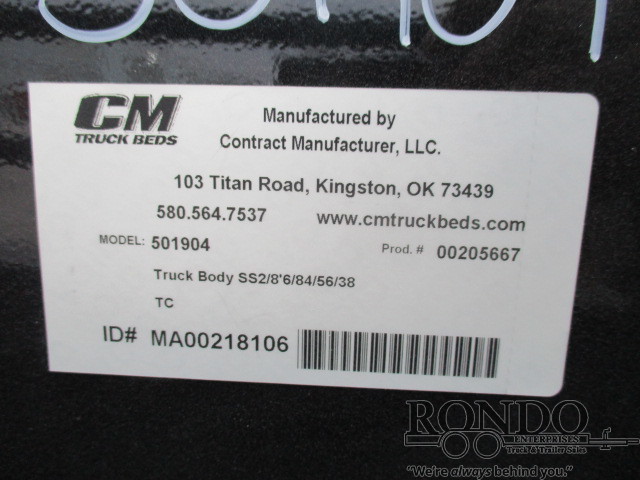 501904
CM
TRUCK BEDS
Manufactured by
Contract Manufacturer, LLC.
103 Titan Road, Kingston, OK 73439
580.564.7537 www.cmtruckbeds.com
MODEL: 501904 Prod. # 00205667
Truck Body SS2/8'6/84/56/38
TC
ID# MA00218106
RONDO
ENTERPRISES
Truck & Trailer Sales
"We're always behind you."